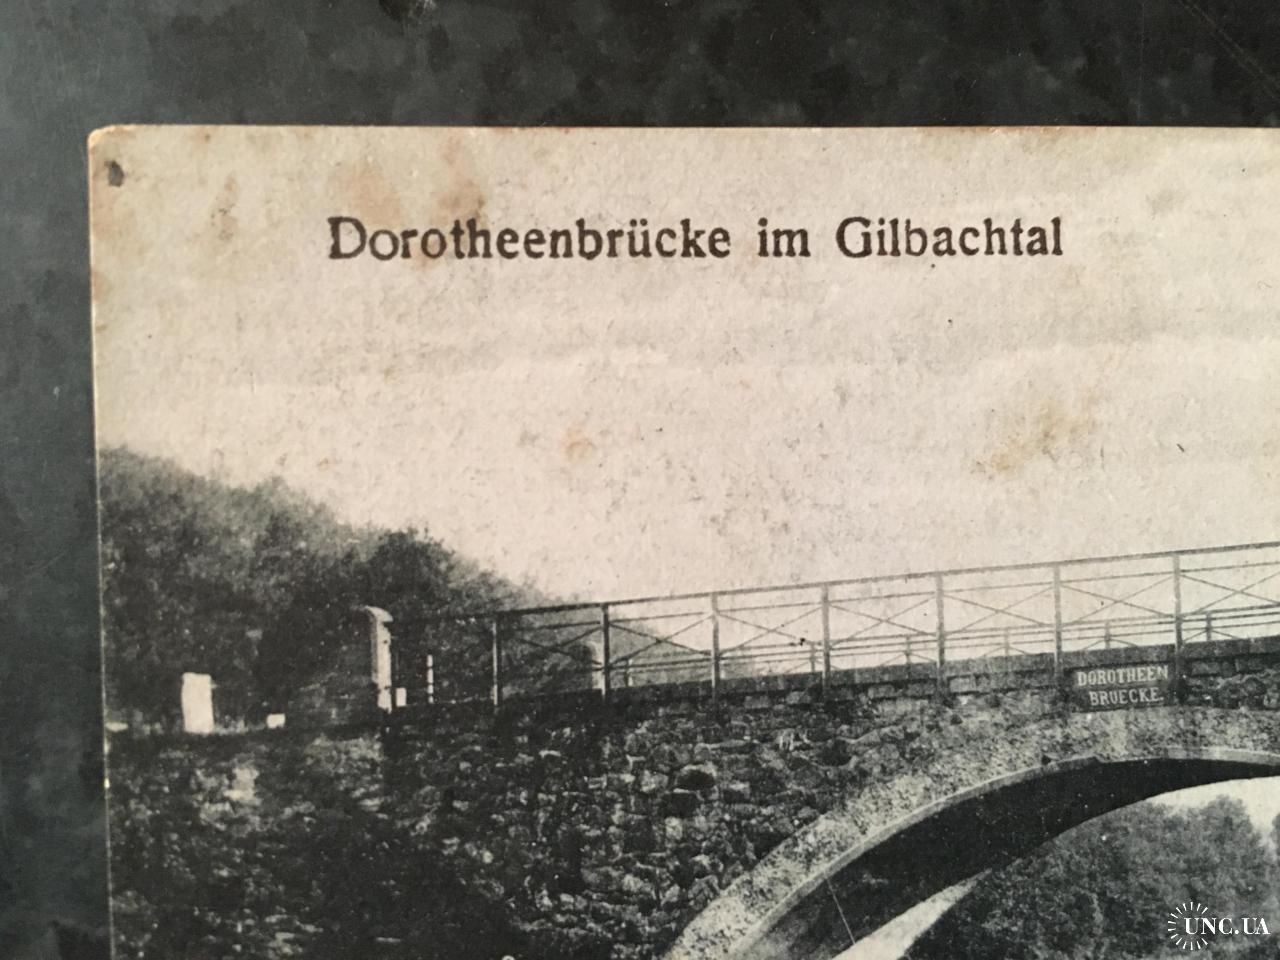 Dorotheenbrücke im Gilbachtal
DOROTHEEN
BRUECKE.
UNC.UA